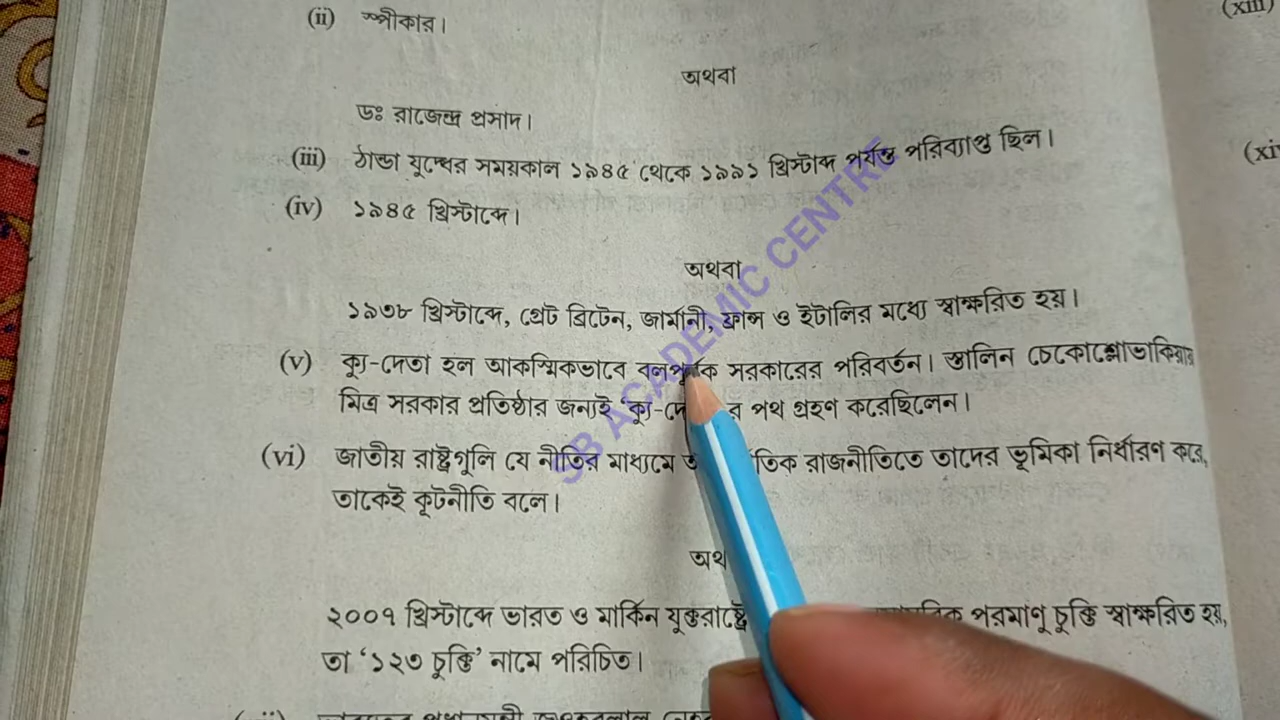 (xiii)
(ii) স্পীকার।
অথবা
ডঃ রাজেন্দ্র প্রসাদ।
(iii) ঠান্ডা যুদ্ধের সময়কাল ১৯৪৫ থেকে ১৯৯১ খ্রিস্টাব্দ পর্যন্ত পরিব্যাপ্ত ছিল।
(xi
(iv) ১৯৪৫ খ্রিস্টাব্দে।
অথবা
১৯৩৮ খ্রিস্টাব্দে, গ্রেট ব্রিটেন, জার্মানী, ফ্রান্স ও ইটালির মধ্যে স্বাক্ষরিত হয়।
(v) ক্যু-দেতা হল আকস্মিকভাবে বলপূর্বক সরকারের পরিবর্তন। স্তালিন চেকোশ্লোভাকিয়ায়
মিত্র সরকার প্রতিষ্ঠার জন্যই ‘ক্যু-দে র পথ গ্রহণ করেছিলেন।
(vi) জাতীয় রাষ্ট্রগুলি যে নীতির মাধ্যমে তিক রাজনীতিতে তাদের ভূমিকা নির্ধারণ করে,
তাকেই কূটনীতি বলে।
অথ
২০০৭ খ্রিস্টাব্দে ভারত ও মার্কিন যুক্তরাষ্ট্রে পরমাণু চুক্তি স্বাক্ষরিত হয়,
তা ‘১২৩ চুক্তি’ নামে পরিচিত।
SB ACADEMIC CENTRE